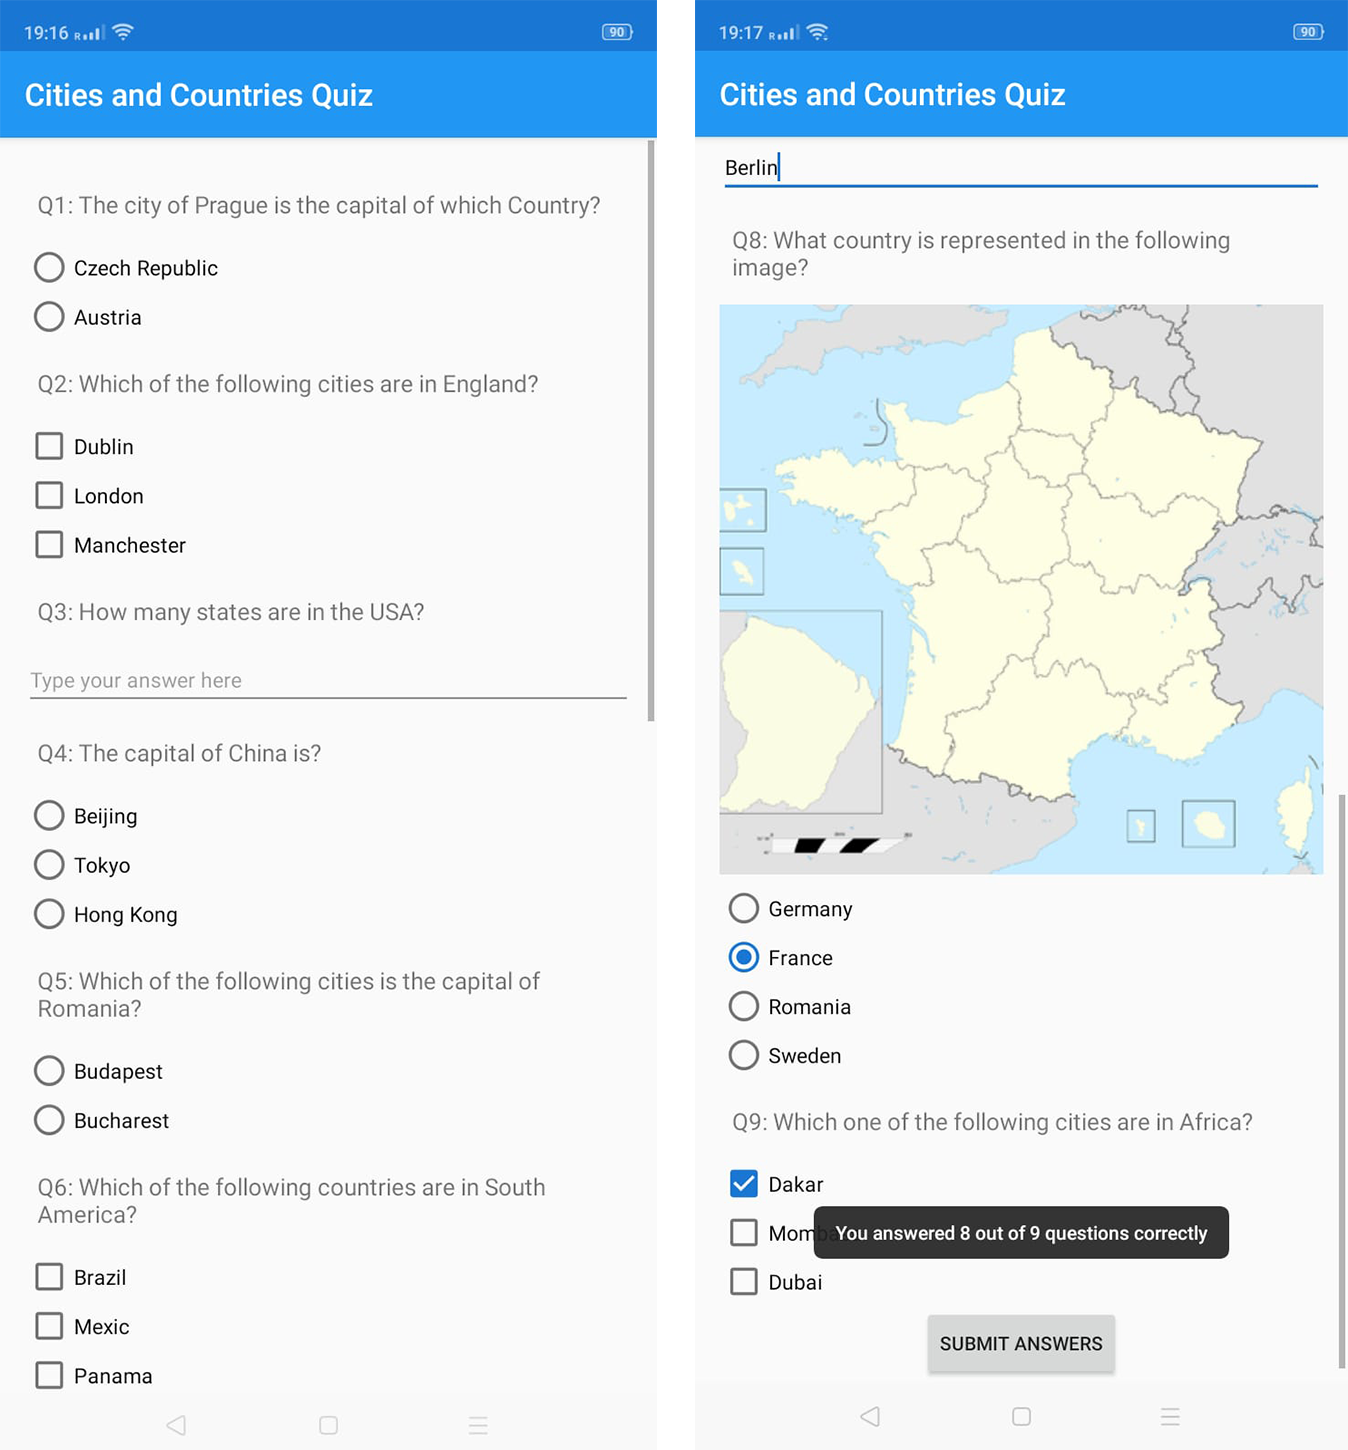 19:16 R
90
Cities and Countries Quiz
Q1: The city of Prague is the capital of which Country?
Czech Republic
Austria
Q2: Which of the following cities are in England?
Dublin
London
Manchester
Q3: How many states are in the USA?
Type your answer here
Q4: The capital of China is?
Beijing
Tokyo
Hong Kong
Q5: Which of the following cities is the capital of
Romania?
Budapest
Bucharest
Q6: Which of the following countries are in South
America?
Brazil
Mexic
Panama
19:17 R
90
Cities and Countries Quiz
Berlin
Q8: What country is represented in the following
image?
Germany
France
Romania
Sweden
Q9: Which one of the following cities are in Africa?
Dakar
You answered 8 out of 9 questions correctly
Dubai
SUBMIT ANSWERS